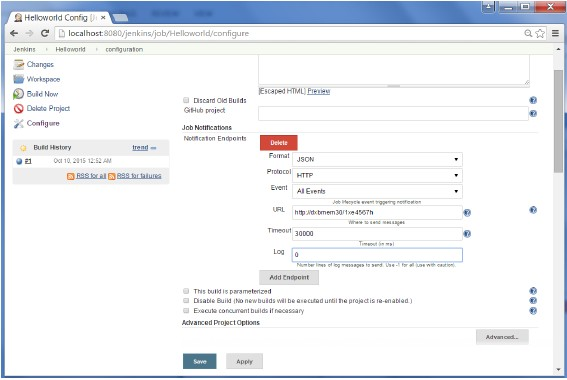 Helloworld Config [Je
localhost:8080/jenkins/job/Helloworld/configure
Jenkins Helloworld configuration
Changes
Workspace
Build Now
Delete Project
Configure
Build History trend
#1 Oct 10, 2015 12:52 AM
RSS for all RSS for failures
[Escaped HTML] Preview
Discard Old Builds
GitHub project
Job Notifications
Notification Endpoints
Delete
Format JSON
Protocol HTTP
Event All Events
Job lifecycle event triggering notification
URL
Where to send messages
Timeout 30000
Timeout (in ms)
Log 0
Number lines of log messages to send. Use -1 for all (use with caution).
Add Endpoint
This build is parameterized
Disable Build (No new builds will be executed until the project is re-enabled.)
Execute concurrent builds if necessary
Advanced Project Options
Advanced...
Save Apply